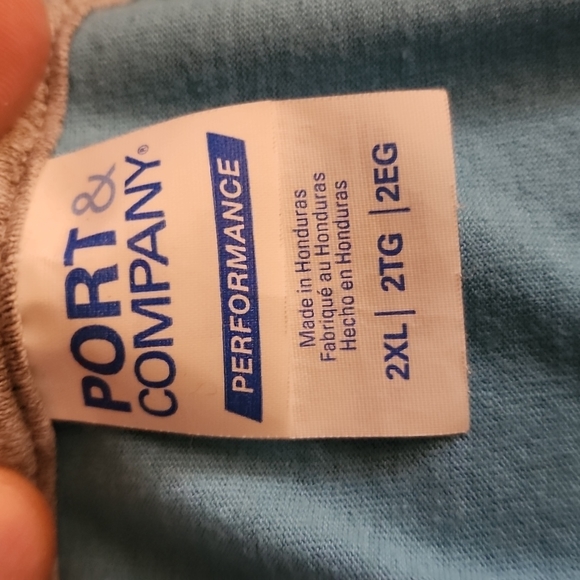 PORT &
COMPANY®
PERFORMANCE
Made in Honduras
Fabriqué au Honduras
Hecho en Honduras
2XL| 2TG |2EG